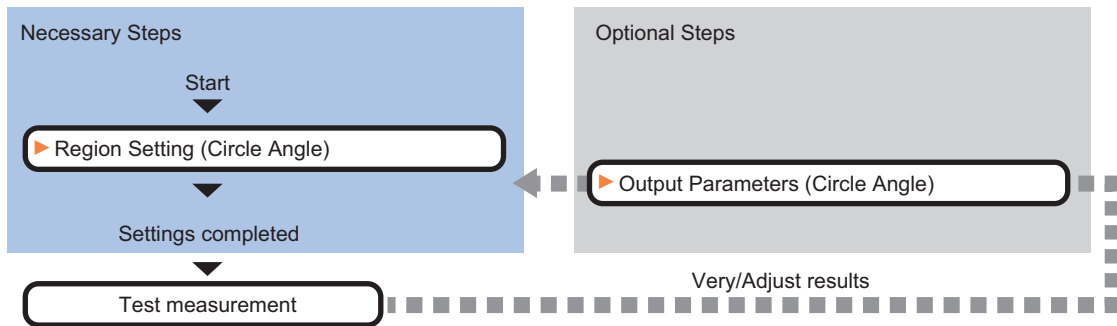 Necessary Steps
Start
Region Setting (Circle Angle)
Settings completed
Test measurement
Optional Steps
Output Parameters (Circle Angle)
Very/Adjust results